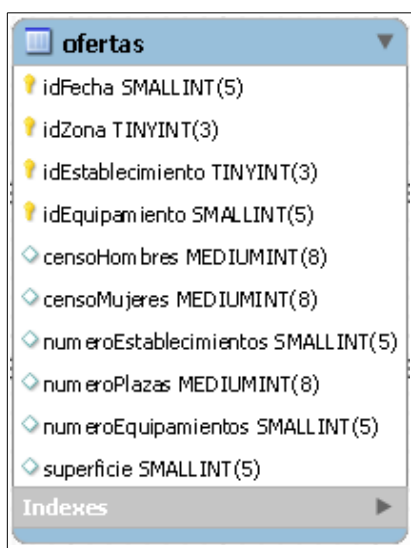 ofertas
idFecha SMALLINT(5)
idZona TINYINT(3)
idEstablecimiento TINYINT(3)
idEquipamiento SMALLINT(5)
censoHombres MEDIUMINT(8)
censoMujeres MEDIUMINT(8)
numeroEstablecimientos SMALLINT(5)
numeroPlazas MEDIUMINT(8)
numeroEquipamientos SMALLINT(5)
superficie SMALLINT(5)
Indexes